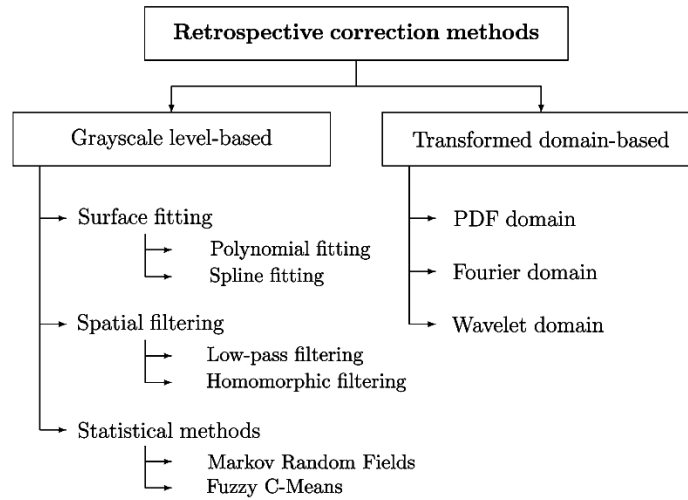 Retrospective correction methods
Grayscale level-based
Transformed domain-based
Surface fitting
Polynomial fitting
Spline fitting
Spatial filtering
Low-pass filtering
Homomorphic filtering
Statistical methods
Markov Random Fields
Fuzzy C-Means
PDF domain
Fourier domain
Wavelet domain